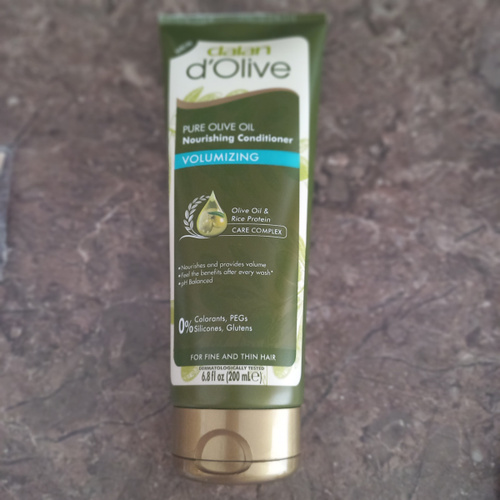 dalan
d'Olive
PURE OLIVE OIL
Nourishing Conditioner
VOLUMIZING
Olive Oil &
Rice Protein
CARE COMPLEX
•Nourishes and provides volume
•Feel the benefits after every wash*
•pH Balanced
0% Colorants, PEGs
Silicones, Glutens
FOR FINE AND THIN HAIR
DERMATOLOGICALLY TESTED
6.8 fl oz (200 mL℮)